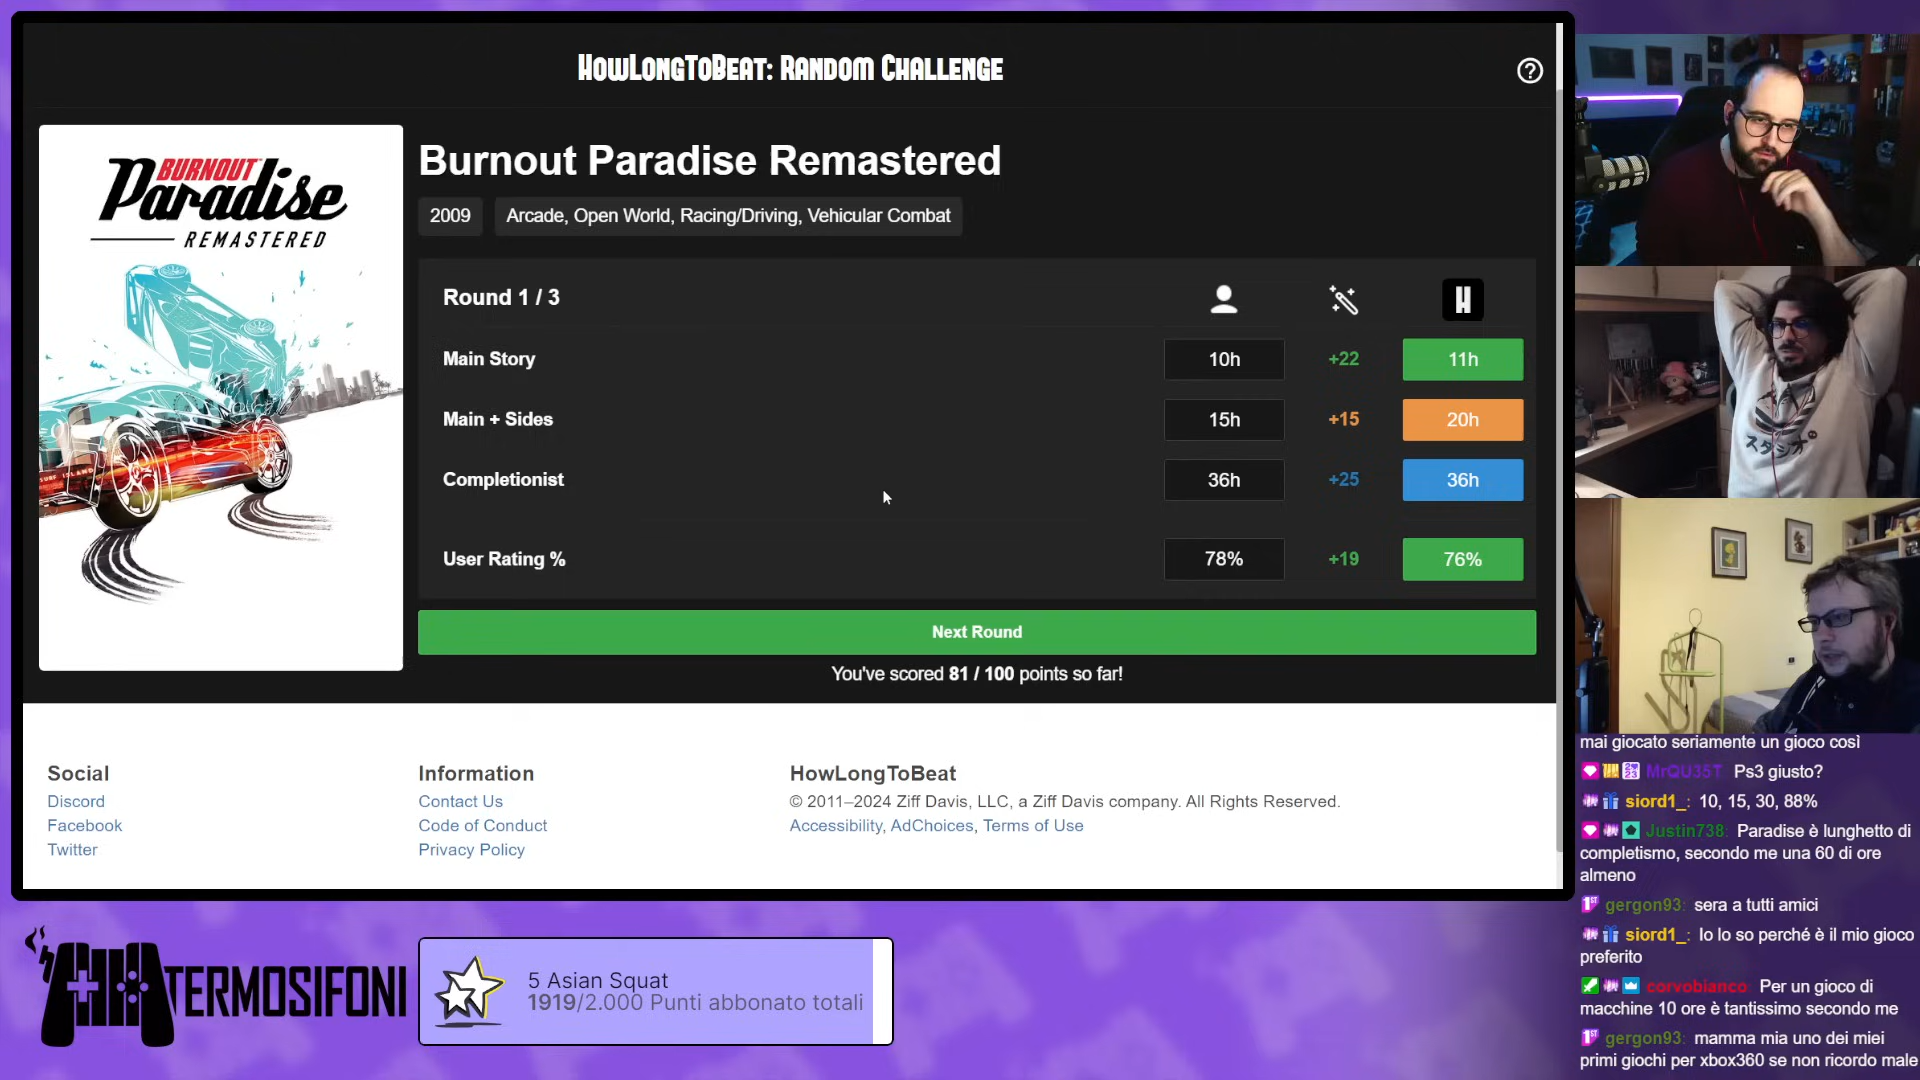 HowLongToBeat: Random Challenge
BURNOUT
Paradise
REMASTERED
Burnout Paradise Remastered
2009
Arcade, Open World, Racing/Driving, Vehicular Combat
Round 1 / 3
Main Story
10h
+22
11h
Main + Sides
15h
+15
20h
Completionist
36h
+25
36h
User Rating %
78%
+19
76%
Next Round
You've scored 81 / 100 points so far!
Social
Discord
Facebook
Twitter
Information
Contact Us
Code of Conduct
Privacy Policy
HowLongToBeat
© 2011–2024 Ziff Davis, LLC, a Ziff Davis company. All Rights Reserved.
Accessibility, AdChoices, Terms of Use
TERMOSIFONI
5 Asian Squat
1919/2.000 Punti abbonato totali
スタジオ
mai giocato seriamente un gioco così
MrQU35T: Ps3 giusto?
siord1_: 10, 15, 30, 88%
Justin738: Paradise è lunghetto di
completismo, secondo me una 60 di ore
almeno
gergon93: sera a tutti amici
siord1_: Io lo so perché è il mio gioco
preferito
corvobianco: Per un gioco di
macchine 10 ore è tantissimo secondo me
gergon93: mamma mia uno dei miei
primi giochi per xbox360 se non ricordo male